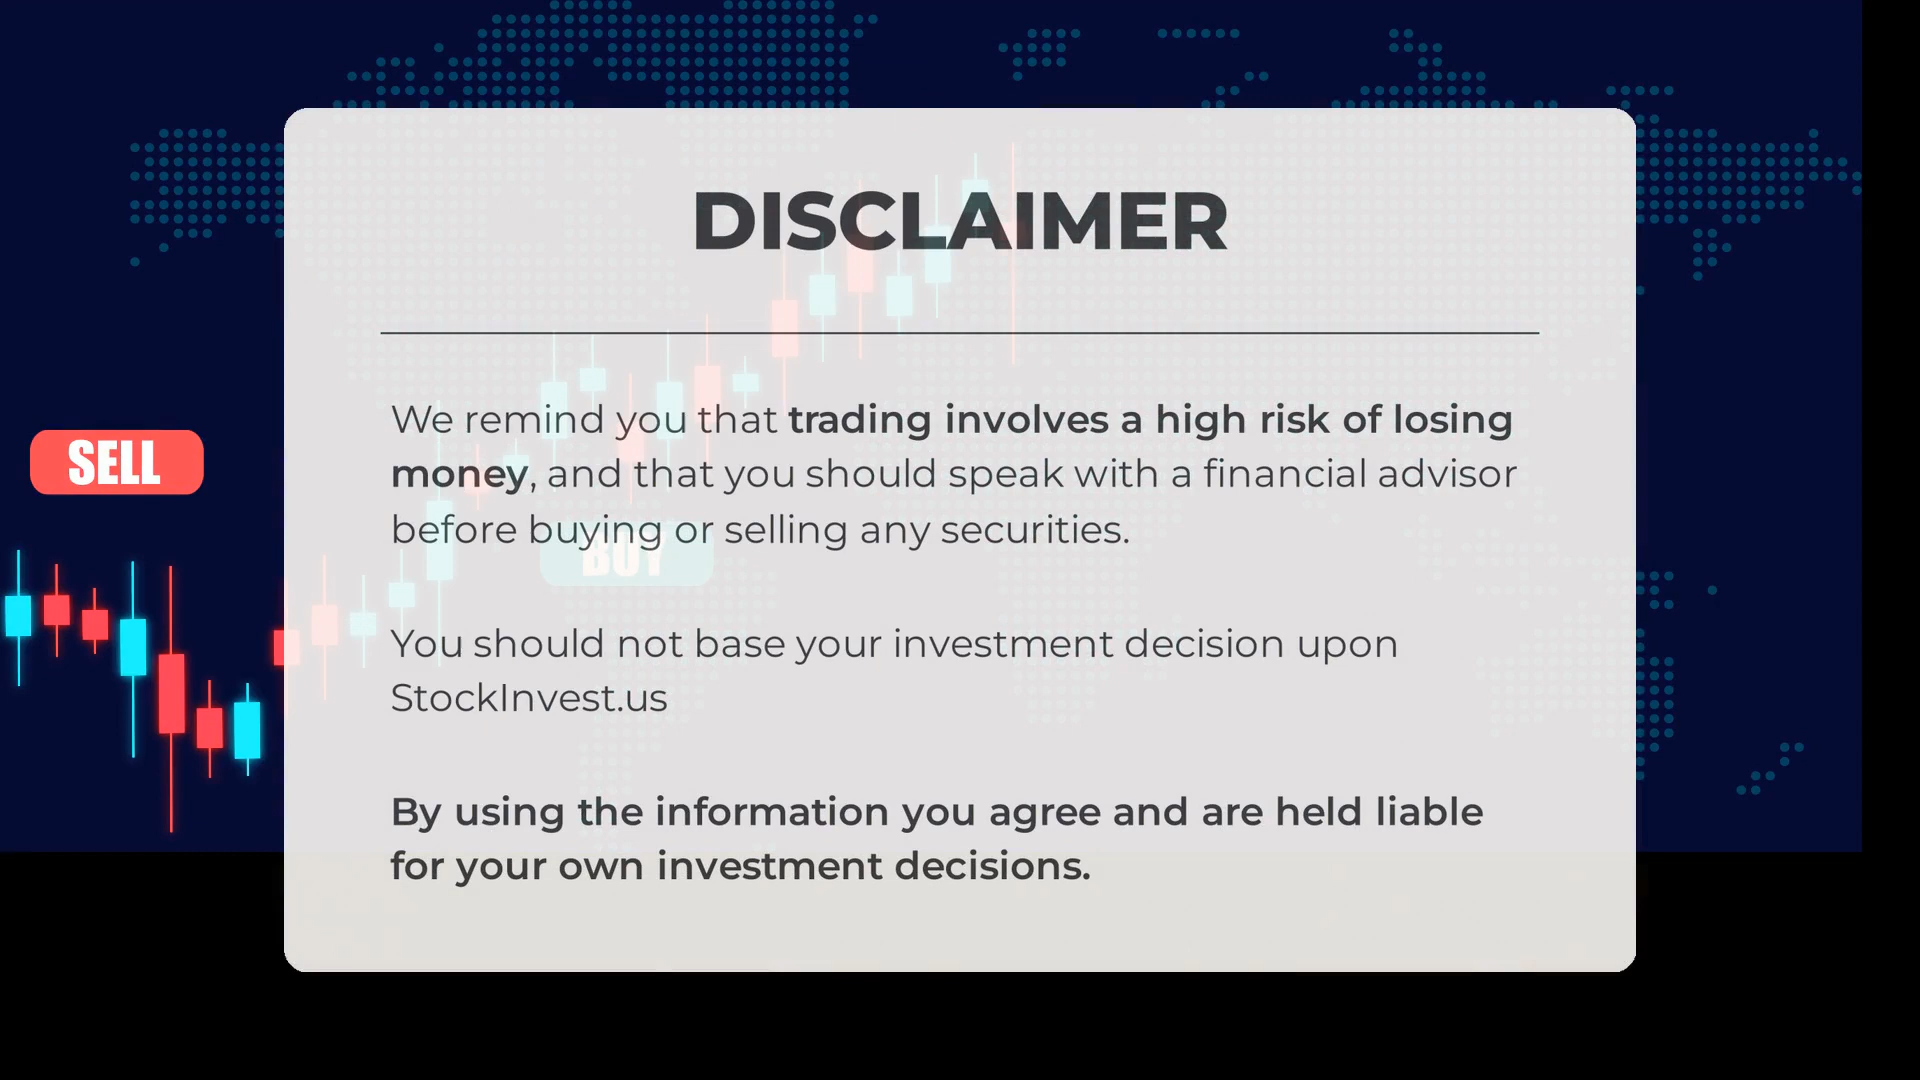 DISCLAIMER
SELL
We remind you that trading involves a high risk of losing
money, and that you should speak with a financial advisor
before buying or selling any securities.
BUY
You should not base your investment decision upon
StockInvest.us
By using the information you agree and are held liable
for your own investment decisions.